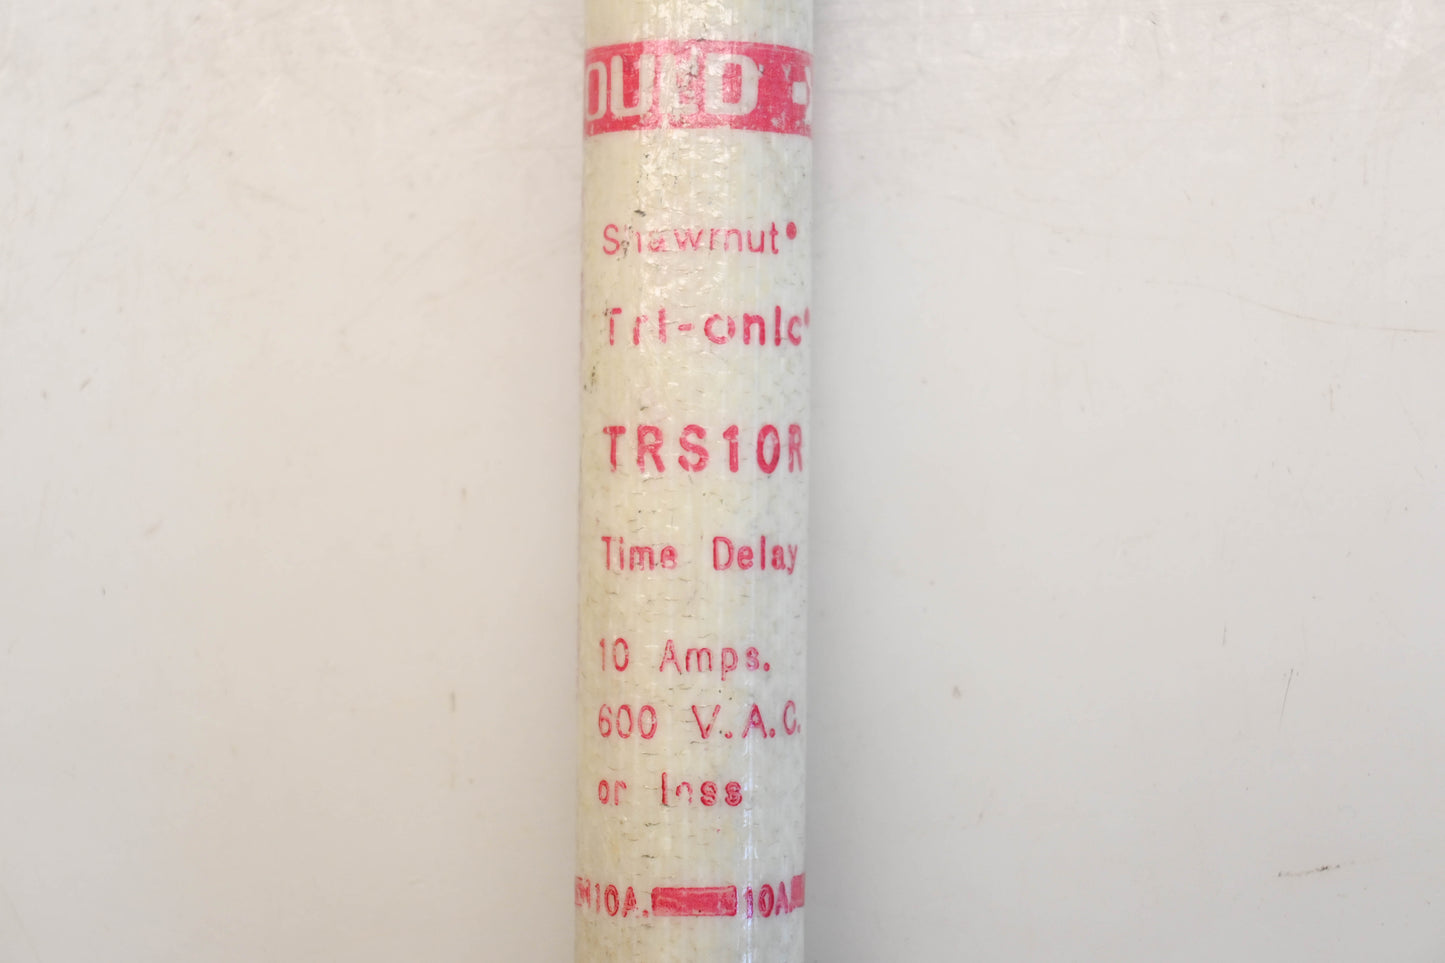 OULD
Shawmut®
Tri-onic®
TRS10R
Time Delay
10 Amps.
600 V.A.C.
or less
10A. 10A.